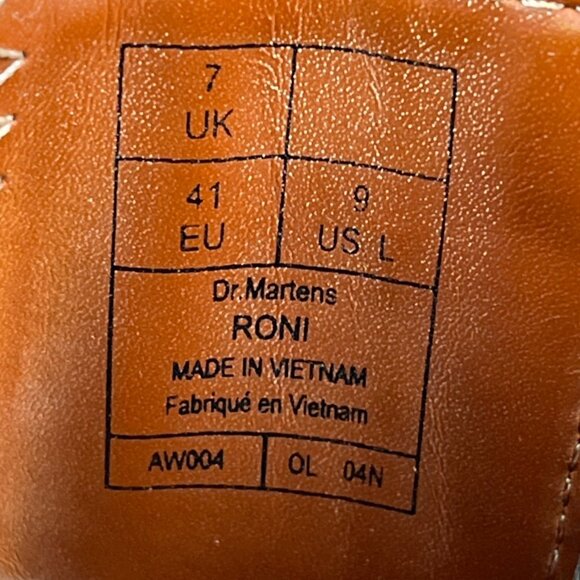 7
UK
41
EU
9
US L
Dr.Martens
RONI
MADE IN VIETNAM
Fabriqué en Vietnam
AW004
OL 04N